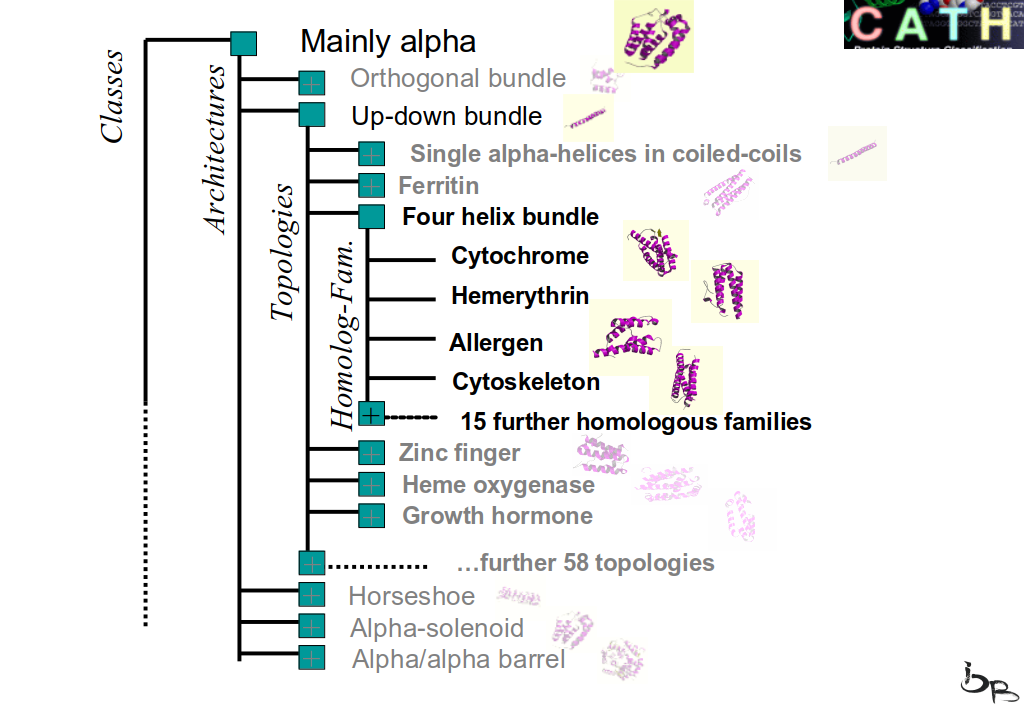 CATH
Protein Structure Classification
Classes
Architectures
Topologies
Homolog-Fam.
Mainly alpha
Orthogonal bundle
Up-down bundle
Single alpha-helices in coiled-coils
Ferritin
Four helix bundle
Cytochrome
Hemerythrin
Allergen
Cytoskeleton
15 further homologous families
Zinc finger
Heme oxygenase
Growth hormone
…further 58 topologies
Horseshoe
Alpha-solenoid
Alpha/alpha barrel